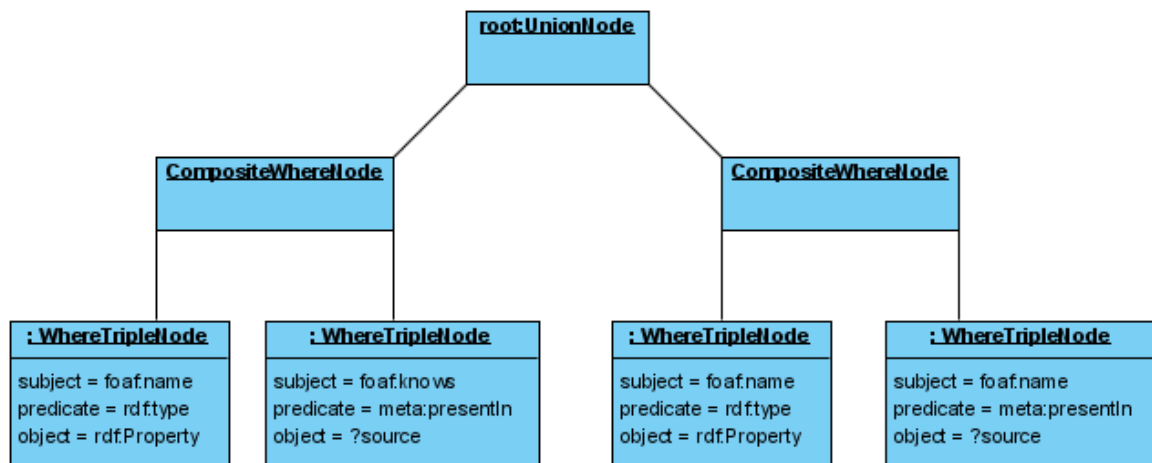 root:UnionNode
CompositeWhereNode
CompositeWhereNode
: WhereTripleNode
subject = foaf:name
predicate = rdf:type
object = rdf:Property
: WhereTripleNode
subject = foaf:knows
predicate = meta:presentIn
object = ?source
: WhereTripleNode
subject = foaf:name
predicate = rdf:type
object = rdf:Property
: WhereTripleNode
subject = foaf:name
predicate = meta:presentIn
object = ?source